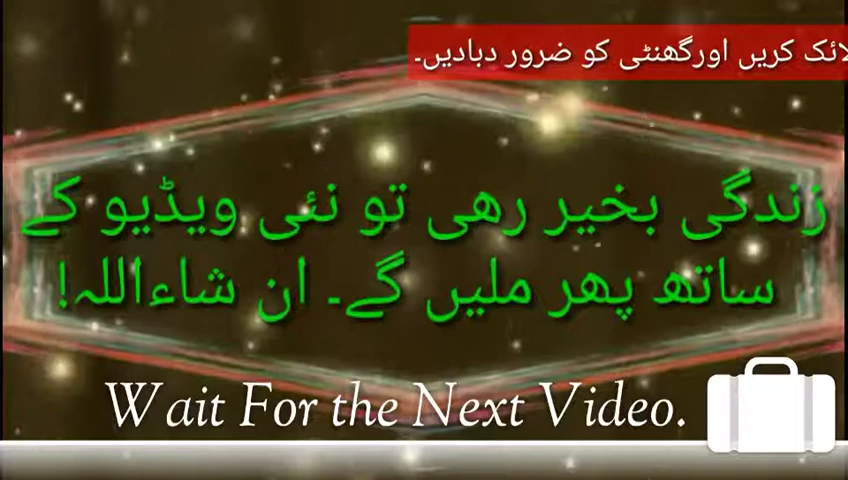 لائک کریں اورگھنٹی کو ضرور دبادیں۔
زندگی بخیر رھی تو نئی ویڈیو کے
ساتھ پھر ملیں گے۔ ان شاءاللہ!
Wait For the Next Video.